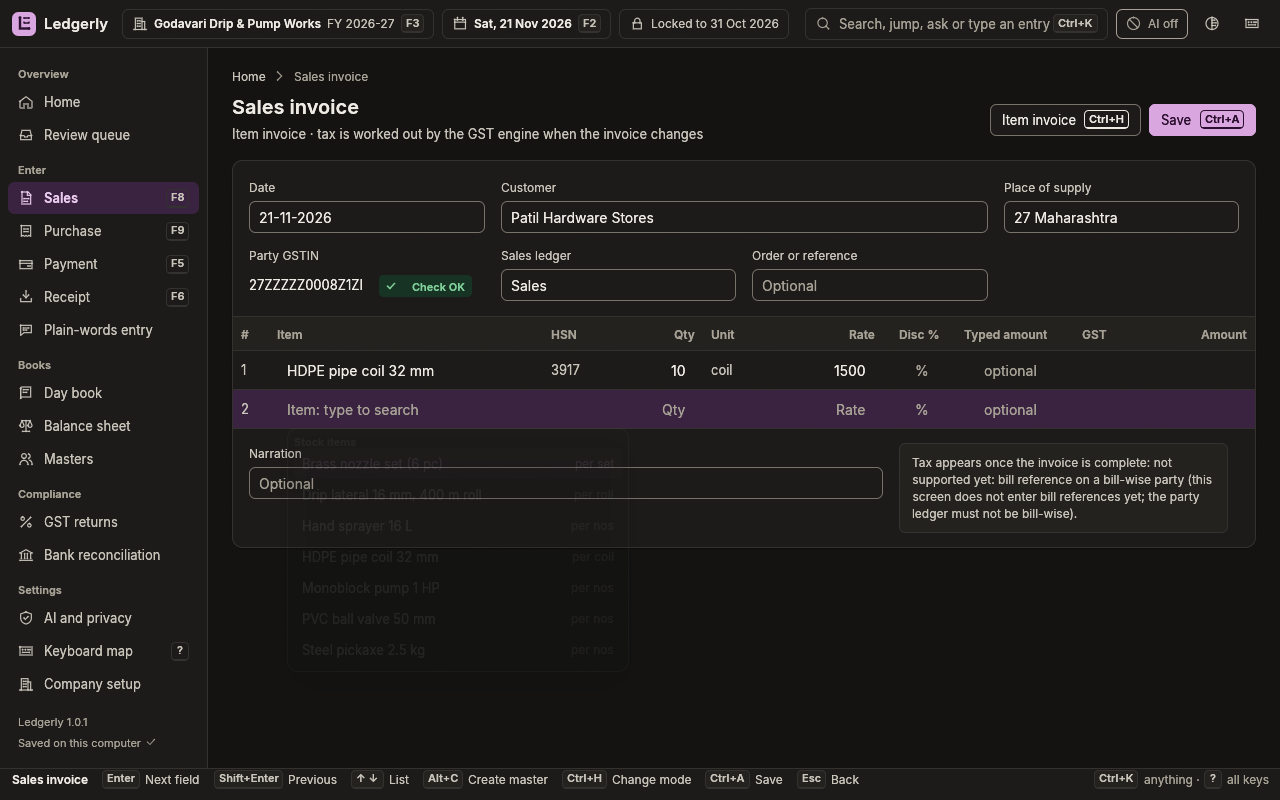 Ledgerly
Godavari Drip & Pump Works FY 2026-27 F3
Sat, 21 Nov 2026 F2
Locked to 31 Oct 2026
Search, jump, ask or type an entry Ctrl+K
AI off
Overview
Home
Review queue
Enter
Sales F8
Purchase F9
Payment F5
Receipt F6
Plain-words entry
Books
Day book
Balance sheet
Masters
Compliance
GST returns
Bank reconciliation
Settings
AI and privacy
Keyboard map ?
Company setup
Ledgerly 1.0.1
Saved on this computer
Home Sales invoice
Sales invoice
Item invoice · tax is worked out by the GST engine when the invoice changes
Item invoice Ctrl+H
Save Ctrl+A
Date Customer Place of supply
21-11-2026 Patil Hardware Stores 27 Maharashtra
Party GSTIN Sales ledger Order or reference
27ZZZZZ0008Z1ZI Check OK Sales Optional
# Item HSN Qty Unit Rate Disc % Typed amount GST Amount
1 HDPE pipe coil 32 mm 3917 10 coil 1500 % optional
2 Item: type to search Qty Rate % optional
Stock items
Brass nozzle set (6 pc) per set
Drip lateral 16 mm, 400 m roll per roll
Hand sprayer 16 L per nos
HDPE pipe coil 32 mm per coil
Monoblock pump 1 HP per nos
PVC ball valve 50 mm per nos
Steel pickaxe 2.5 kg per nos
Narration
Optional
Tax appears once the invoice is complete: not
supported yet: bill reference on a bill-wise party (this
screen does not enter bill references yet; the party
ledger must not be bill-wise).
Sales invoice Enter Next field Shift+Enter Previous ↑ ↓ List Alt+C Create master Ctrl+H Change mode Ctrl+A Save Esc Back Ctrl+K anything · ? all keys